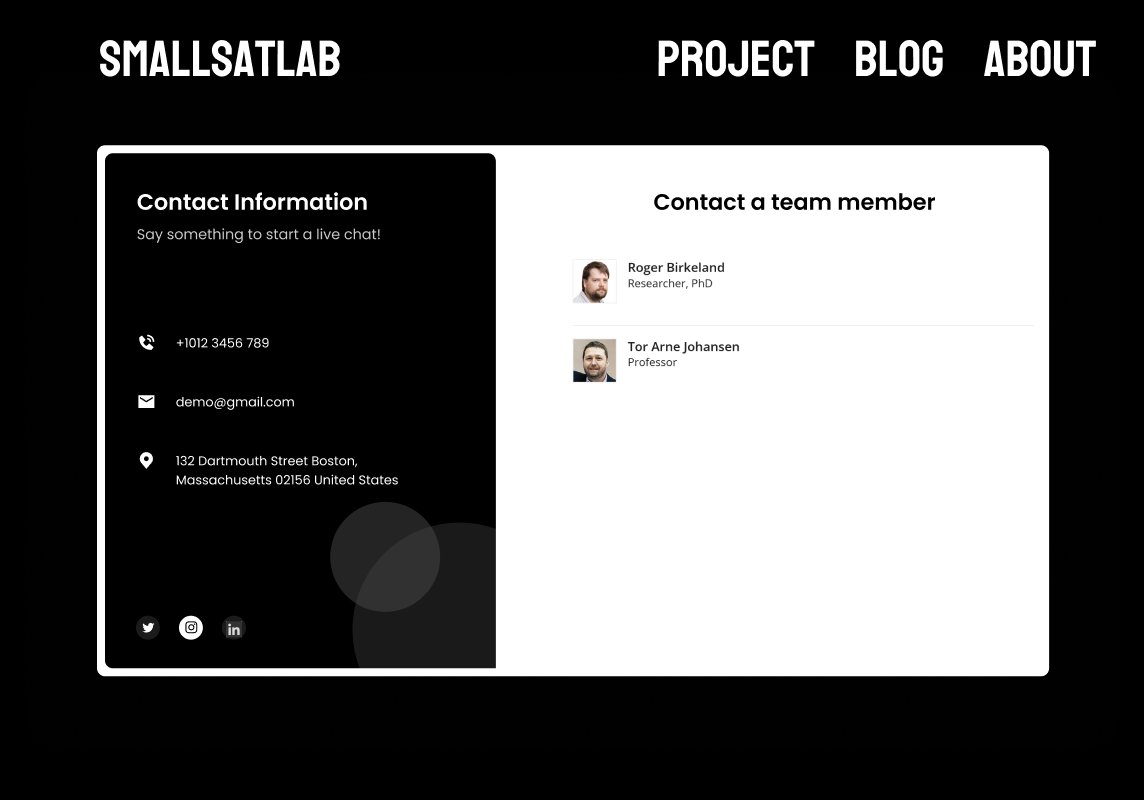 SMALLSATLAB
PROJECT BLOG ABOUT
Contact Information
Say something to start a live chat!
+1012 3456 789
demo@gmail.com
132 Dartmouth Street Boston,
Massachusetts 02156 United States
in
Contact a team member
Roger Birkeland
Researcher, PhD
Tor Arne Johansen
Professor